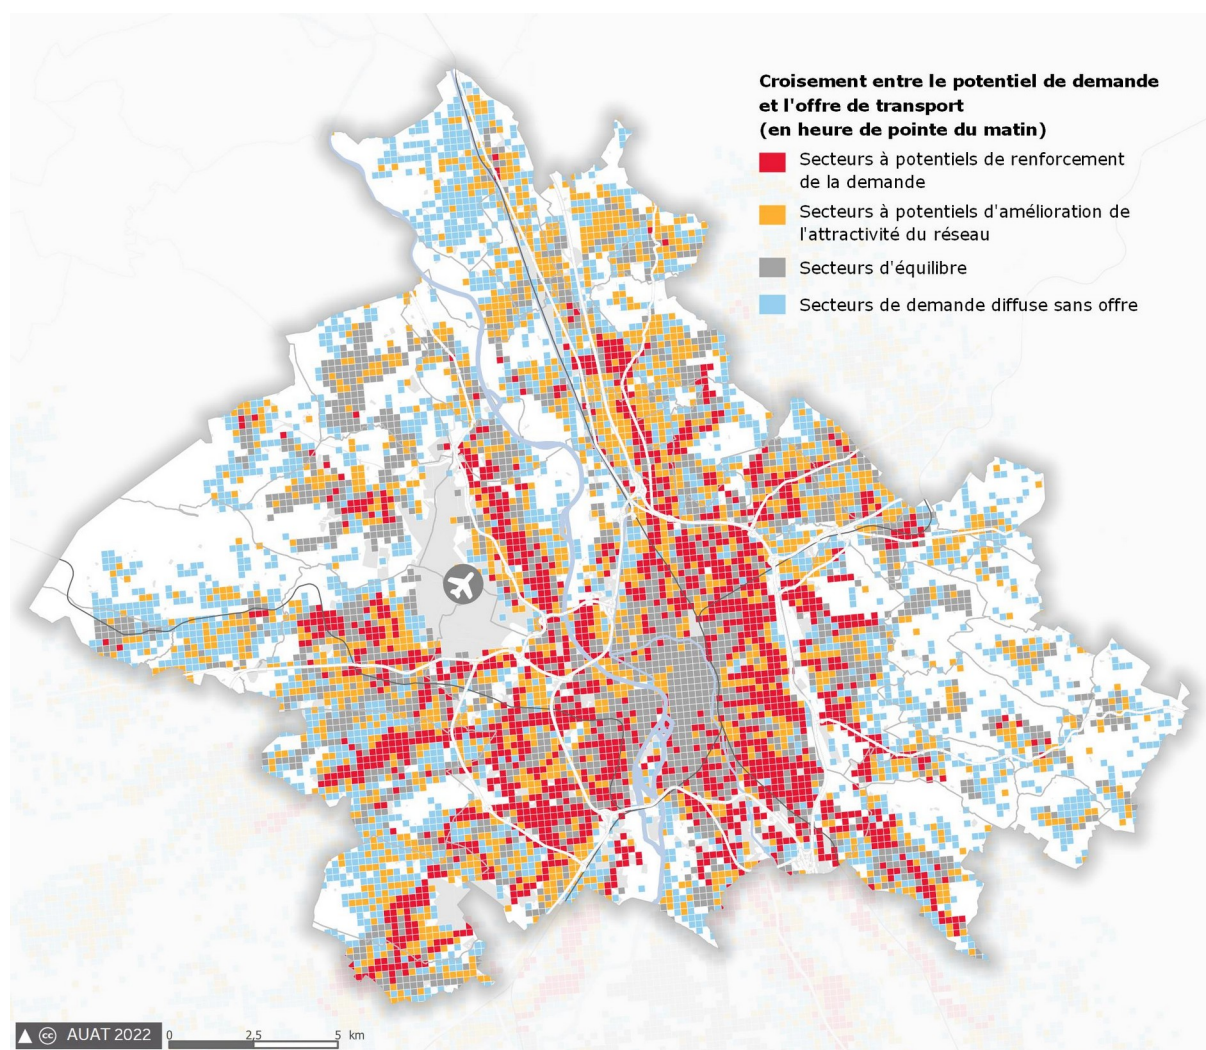 Croisement entre le potentiel de demande
et l'offre de transport
(en heure de pointe du matin)
Secteurs à potentiels de renforcement
de la demande
Secteurs à potentiels d'amélioration de
l'attractivité du réseau
Secteurs d'équilibre
Secteurs de demande diffuse sans offre
cc AUAT 2022
0 2,5 5 km